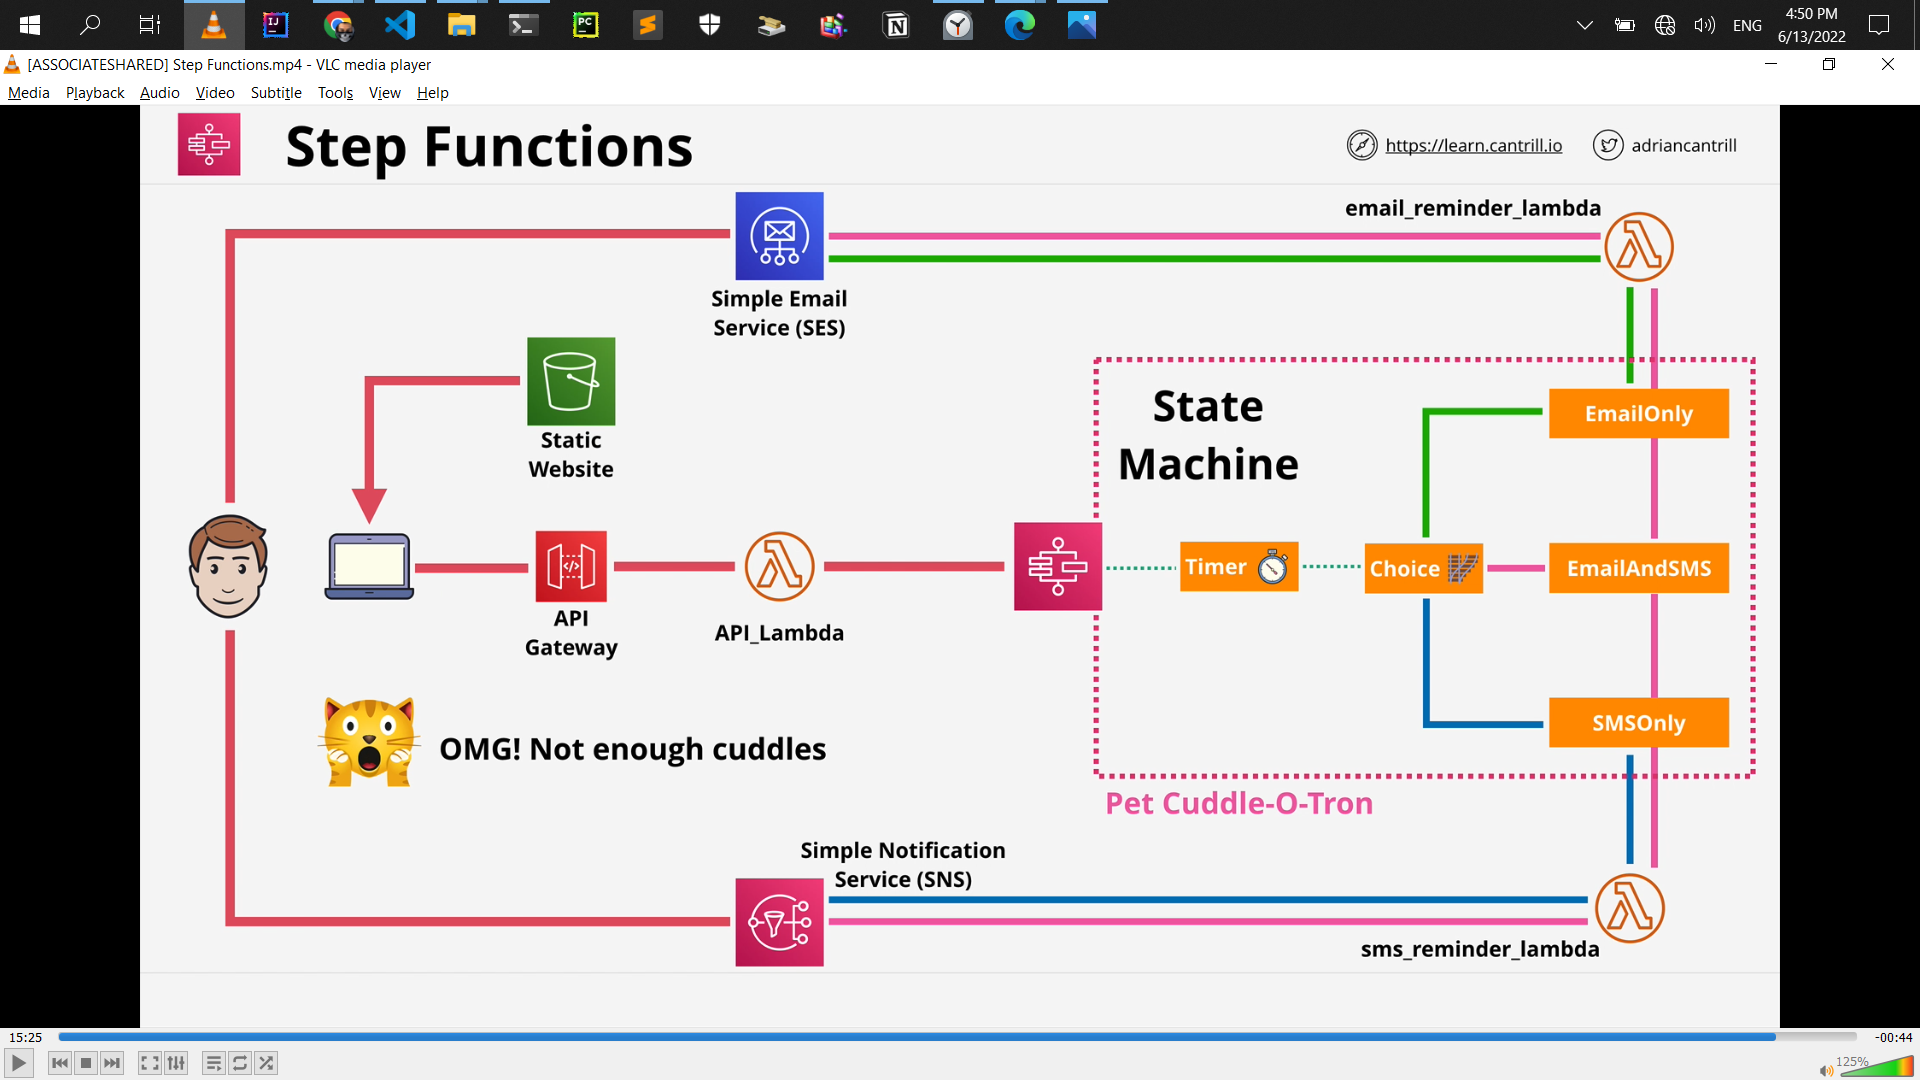 ENG
4:50 PM
6/13/2022
[ASSOCIATESHARED] Step Functions.mp4 - VLC media player
Media Playback Audio Video Subtitle Tools View Help
Step Functions
https://learn.cantrill.io
adriancantrill
email_reminder_lambda
Simple Email
Service (SES)
Static
Website
State
Machine
EmailOnly
Timer
Choice
EmailAndSMS
API
Gateway
API_Lambda
SMSOnly
OMG! Not enough cuddles
Pet Cuddle-O-Tron
Simple Notification
Service (SNS)
sms_reminder_lambda
15:25
-00:44
125%